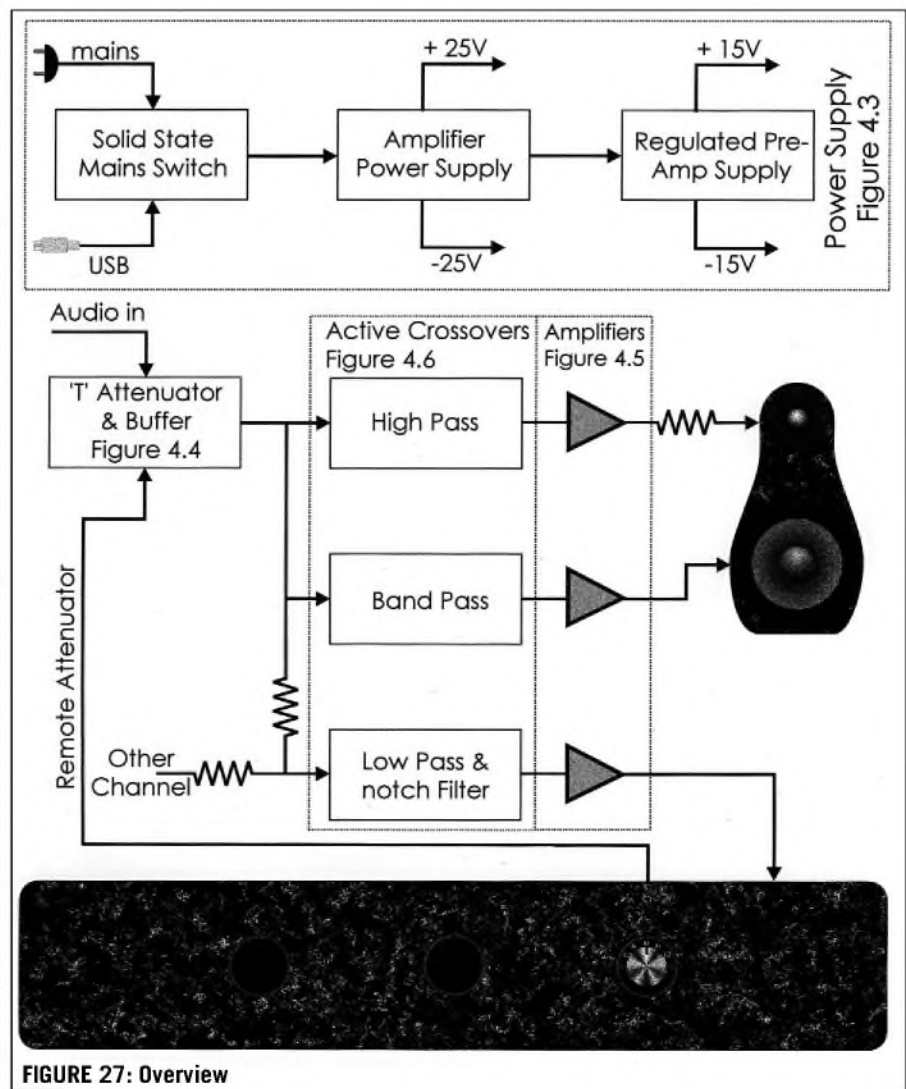 mains
+ 25V
+ 15V
Solid State
Mains Switch
Amplifier
Power Supply
Regulated Pre-
Amp Supply
Power Supply
Figure 4.3
USB
-25V
-15V
Audio in
Active Crossovers
Figure 4.6
Amplifiers
Figure 4.5
'T' Attenuator
& Buffer
Figure 4.4
High Pass
Band Pass
Remote Attenuator
Other
Channel
Low Pass &
notch Filter
FIGURE 27: Overview